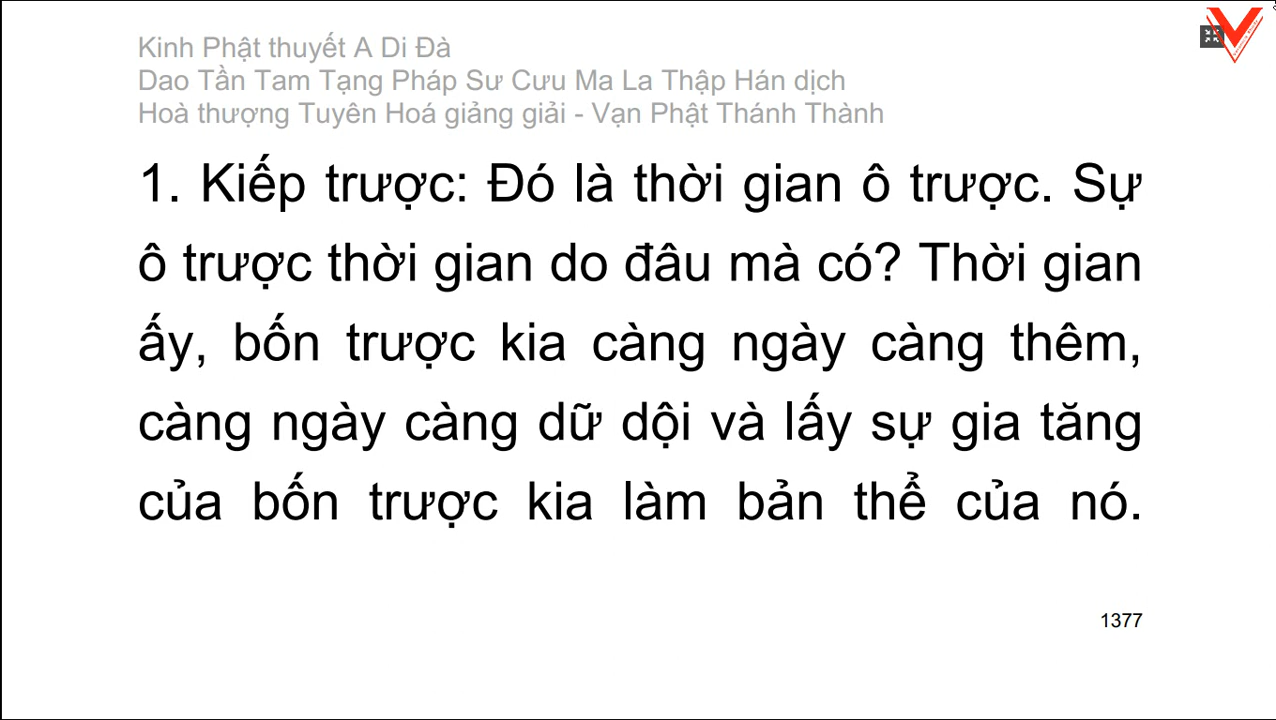 Kinh Phật thuyết A Di Đà
Dao Tần Tam Tạng Pháp Sư Cưu Ma La Thập Hán dịch
Hoà thượng Tuyên Hoá giảng giải - Vạn Phật Thánh Thành
1. Kiếp trược: Đó là thời gian ô trược. Sự
ô trược thời gian do đâu mà có? Thời gian
ấy, bốn trược kia càng ngày càng thêm,
càng ngày càng dữ dội và lấy sự gia tăng
của bốn trược kia làm bản thể của nó.
1377